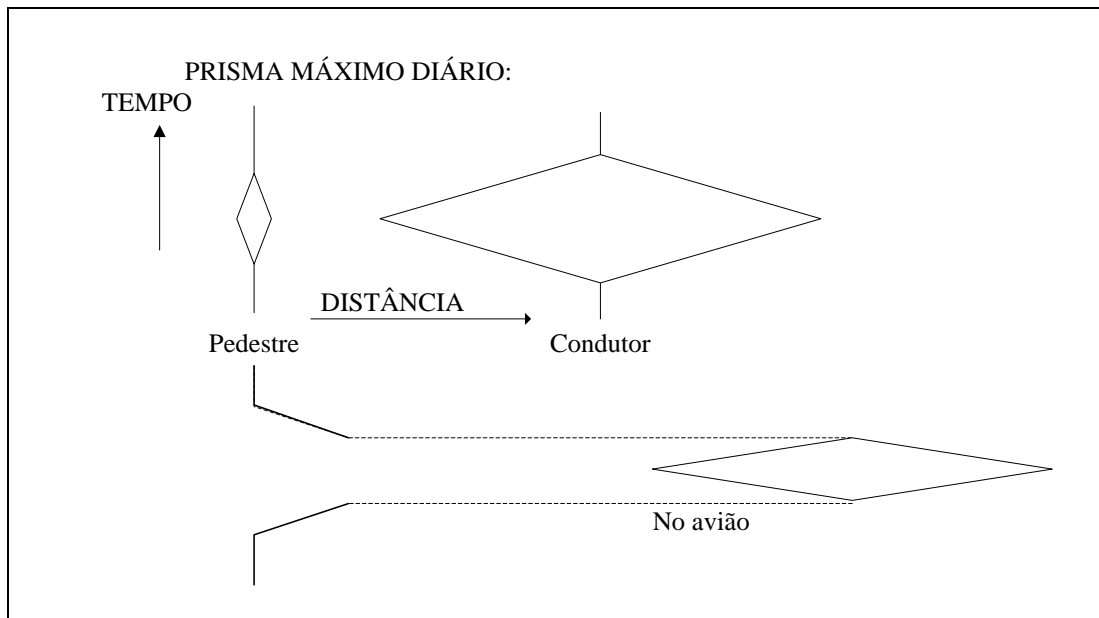 PRISMA MÁXIMO DIÁRIO:
TEMPO
DISTÂNCIA
Pedestre
Condutor
No avião